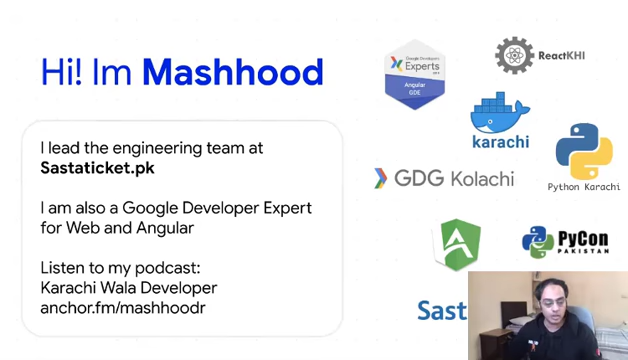 Hi! Im Mashhood
I lead the engineering team at
Sastaticket.pk
I am also a Google Developer Expert
for Web and Angular
Listen to my podcast:
Karachi Wala Developer
anchor.fm/mashhoodr
Google Developers
Experts
Angular
GDE
ReactKHI
karachi
Python Karachi
GDG Kolachi
A
PyCon
PAKISTAN
Sast